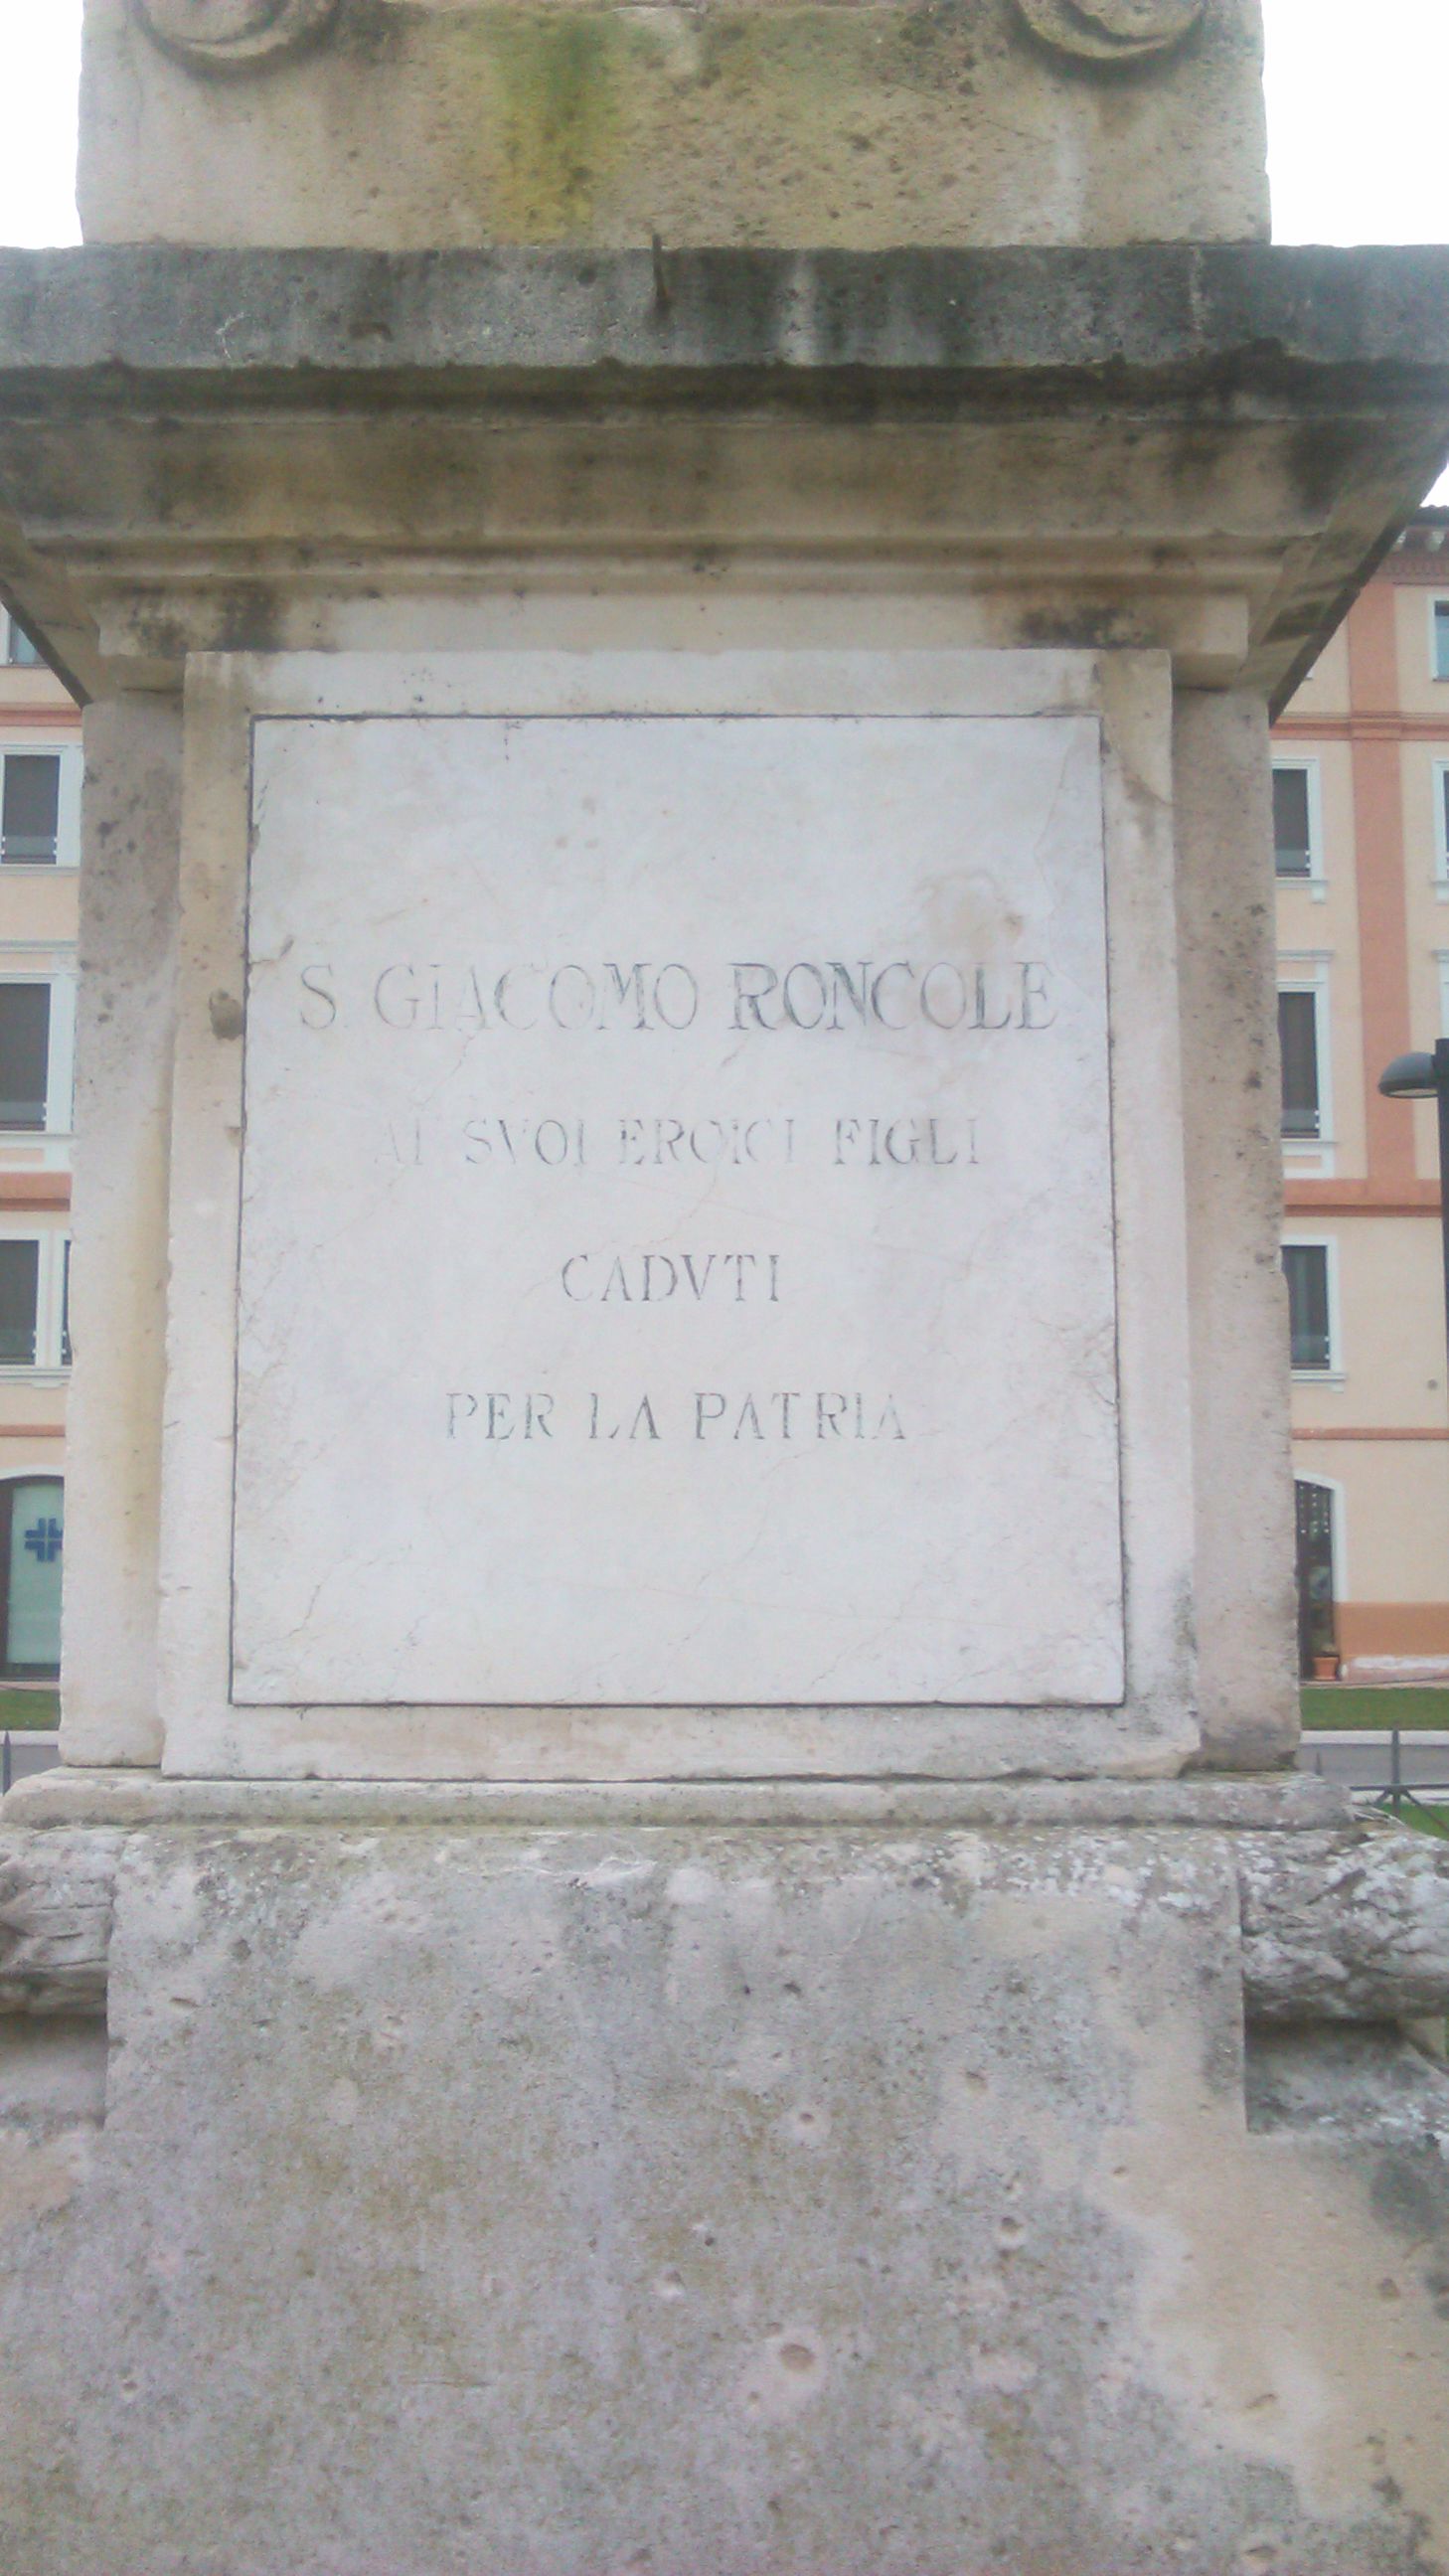 S. GIACOMO RONCOLE
AI SVOI EROICI FIGLI
CADVTI
PER LA PATRIA